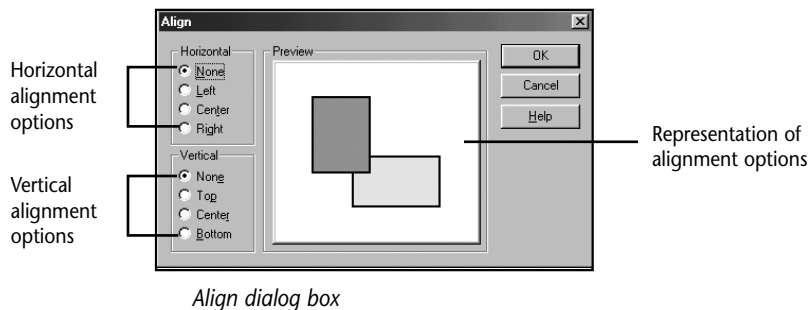 Align
Horizontal
alignment
options
Horizontal
None
Left
Center
Right
Vertical
alignment
options
Vertical
None
Top
Center
Bottom
Preview
OK
Cancel
Help
Representation of
alignment options
Align dialog box